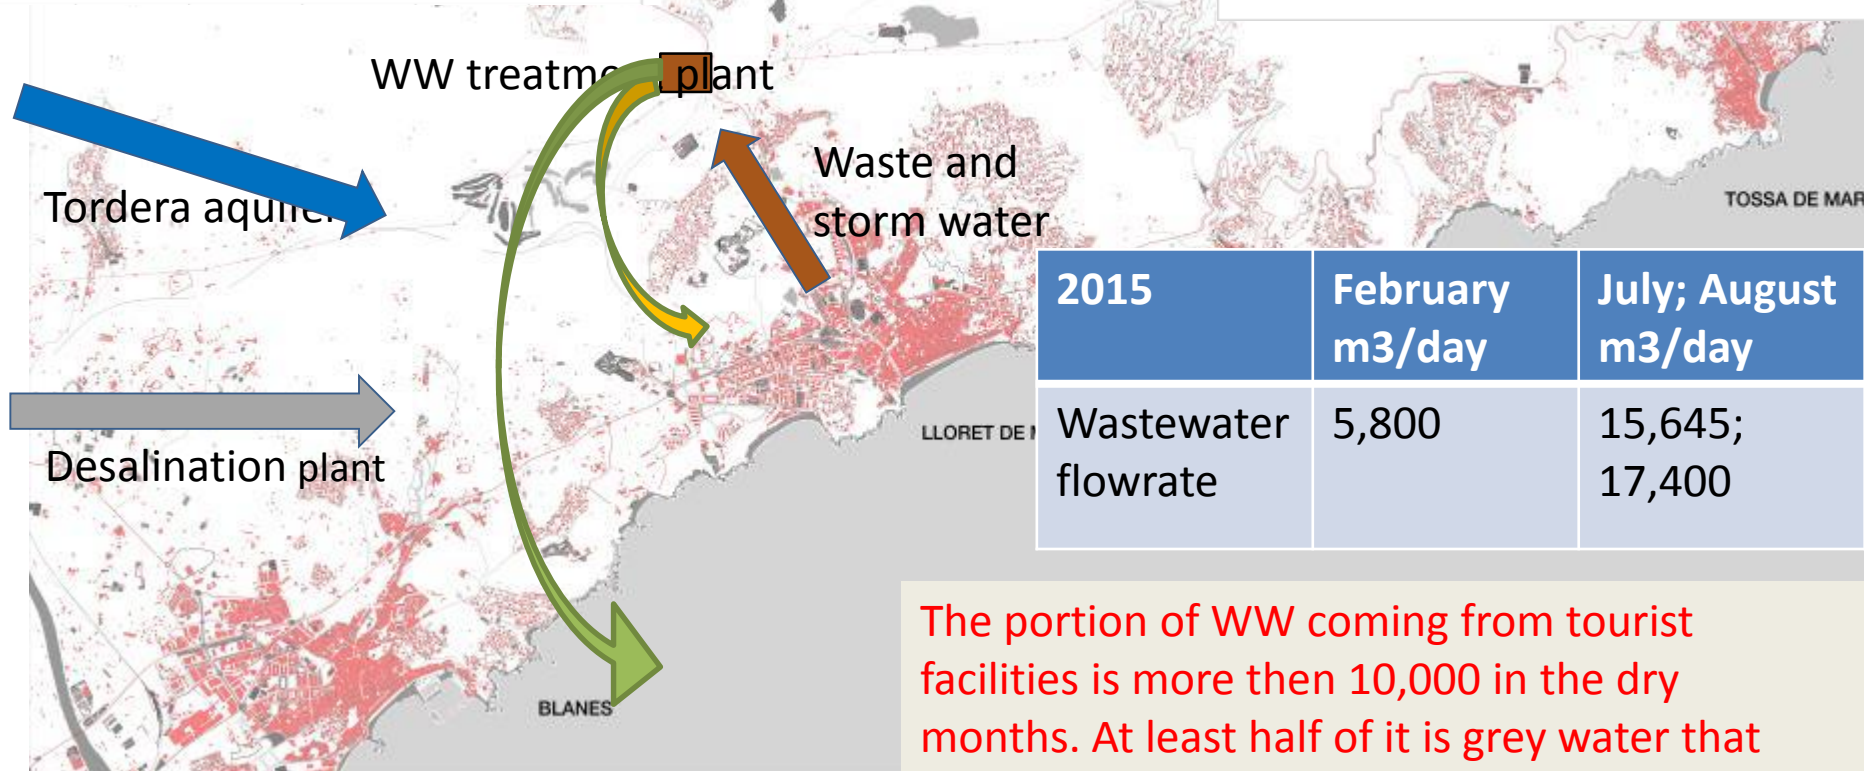 WW treatment plant
Waste and
storm water
Tordera aquifer
TOSSA DE MAR
2015
February
m3/day
July; August
m3/day
Wastewater
flowrate
5,800
15,645;
17,400
LLORET DE M
Desalination plant
The portion of WW coming from tourist
facilities is more then 10,000 in the dry
months. At least half of it is grey water that
BLANES